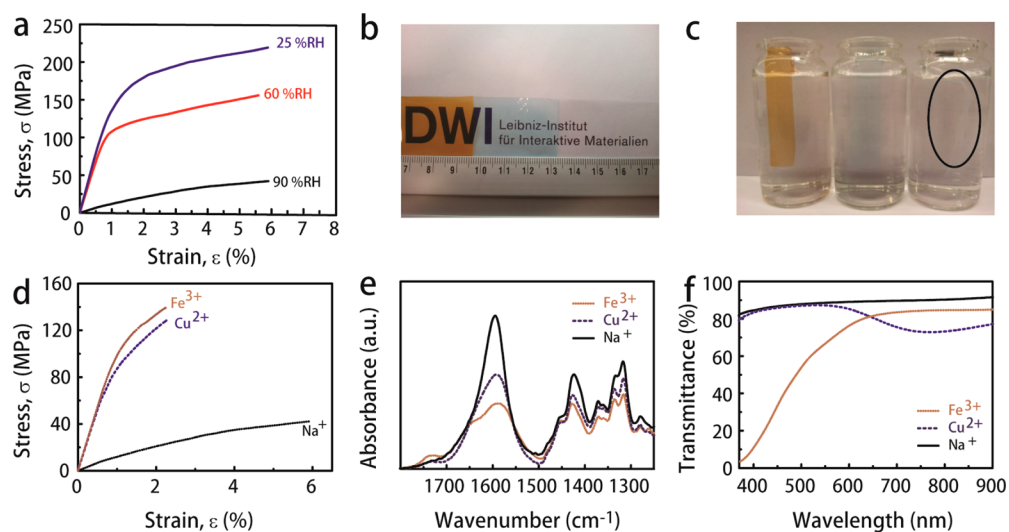 a
250
200
150
100
50
0
Stress, σ (MPa)
25 %RH
60 %RH
90 %RH
0 1 2 3 4 5 6 7 8
Strain, ε (%)
b
DWI
Leibniz-Institut
für Interaktive Materialien
7 8 9 10 11 12 13 14 15 16 17
c
d
160
120
80
40
0
Stress, σ (MPa)
Fe3+
Cu2+
Na+
0 2 4 6
Strain, ε (%)
e
Absorbance (a.u.)
Fe3+
Cu2+
Na+
1700 1600 1500 1400 1300
Wavenumber (cm-1)
f
100
80
60
40
20
0
Transmittance (%)
Fe3+
Cu2+
Na+
400 500 600 700 800 900
Wavelength (nm)